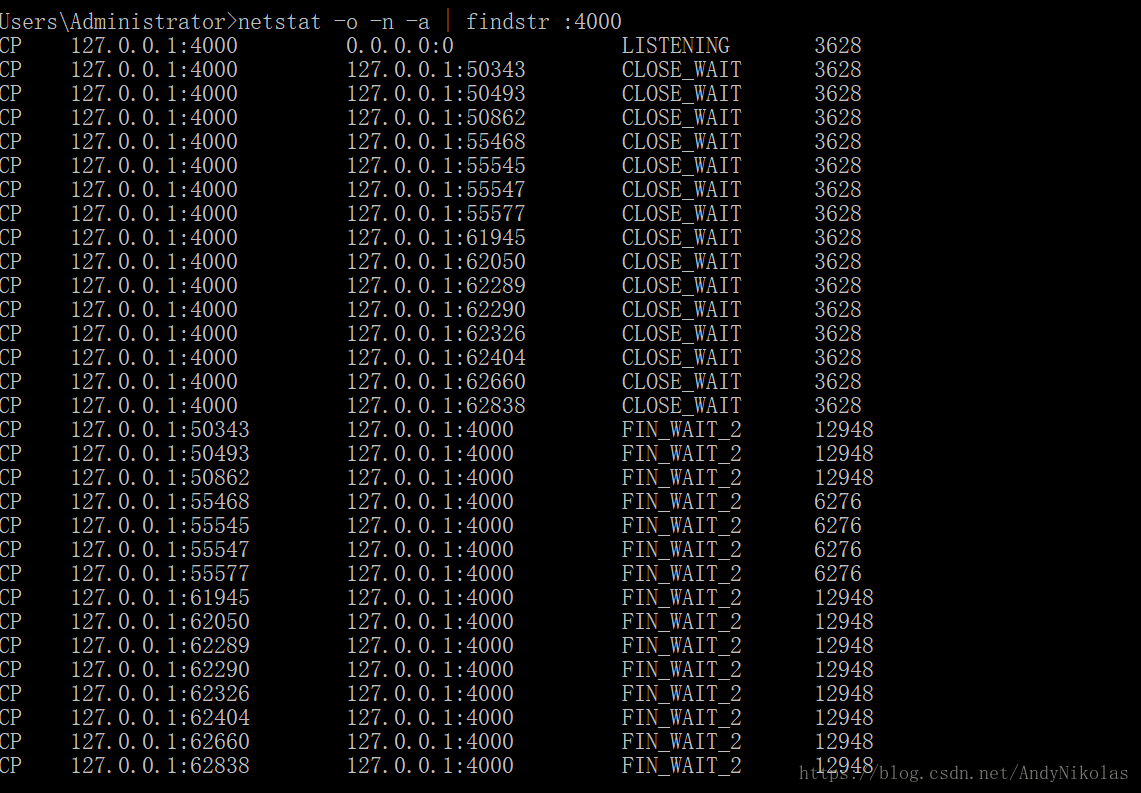 Users\Administrator>netstat -o -n -a | findstr :4000
CP 127.0.0.1:4000 0.0.0.0:0 LISTENING 3628
CP 127.0.0.1:4000 127.0.0.1:50343 CLOSE_WAIT 3628
CP 127.0.0.1:4000 127.0.0.1:50493 CLOSE_WAIT 3628
CP 127.0.0.1:4000 127.0.0.1:50862 CLOSE_WAIT 3628
CP 127.0.0.1:4000 127.0.0.1:55468 CLOSE_WAIT 3628
CP 127.0.0.1:4000 127.0.0.1:55545 CLOSE_WAIT 3628
CP 127.0.0.1:4000 127.0.0.1:55547 CLOSE_WAIT 3628
CP 127.0.0.1:4000 127.0.0.1:55577 CLOSE_WAIT 3628
CP 127.0.0.1:4000 127.0.0.1:61945 CLOSE_WAIT 3628
CP 127.0.0.1:4000 127.0.0.1:62050 CLOSE_WAIT 3628
CP 127.0.0.1:4000 127.0.0.1:62289 CLOSE_WAIT 3628
CP 127.0.0.1:4000 127.0.0.1:62290 CLOSE_WAIT 3628
CP 127.0.0.1:4000 127.0.0.1:62326 CLOSE_WAIT 3628
CP 127.0.0.1:4000 127.0.0.1:62404 CLOSE_WAIT 3628
CP 127.0.0.1:4000 127.0.0.1:62660 CLOSE_WAIT 3628
CP 127.0.0.1:4000 127.0.0.1:62838 CLOSE_WAIT 3628
CP 127.0.0.1:50343 127.0.0.1:4000 FIN_WAIT_2 12948
CP 127.0.0.1:50493 127.0.0.1:4000 FIN_WAIT_2 12948
CP 127.0.0.1:50862 127.0.0.1:4000 FIN_WAIT_2 12948
CP 127.0.0.1:55468 127.0.0.1:4000 FIN_WAIT_2 6276
CP 127.0.0.1:55545 127.0.0.1:4000 FIN_WAIT_2 6276
CP 127.0.0.1:55547 127.0.0.1:4000 FIN_WAIT_2 6276
CP 127.0.0.1:55577 127.0.0.1:4000 FIN_WAIT_2 6276
CP 127.0.0.1:61945 127.0.0.1:4000 FIN_WAIT_2 12948
CP 127.0.0.1:62050 127.0.0.1:4000 FIN_WAIT_2 12948
CP 127.0.0.1:62289 127.0.0.1:4000 FIN_WAIT_2 12948
CP 127.0.0.1:62290 127.0.0.1:4000 FIN_WAIT_2 12948
CP 127.0.0.1:62326 127.0.0.1:4000 FIN_WAIT_2 12948
CP 127.0.0.1:62404 127.0.0.1:4000 FIN_WAIT_2 12948
CP 127.0.0.1:62660 127.0.0.1:4000 FIN_WAIT_2 12948
CP 127.0.0.1:62838 127.0.0.1:4000 FIN_WAIT_2 12948
https://blog.csdn.net/AndyNikolas